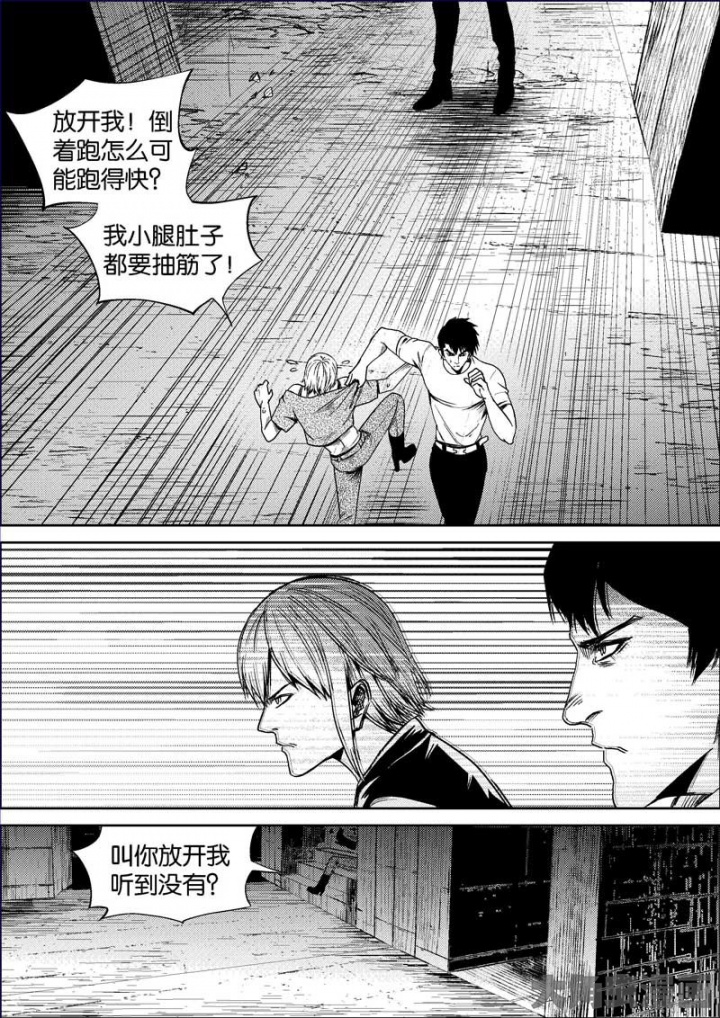 放开我！倒
着跑怎么可
能跑得快？
我小腿肚子
都要抽筋了！
叫你放开我
听到没有？